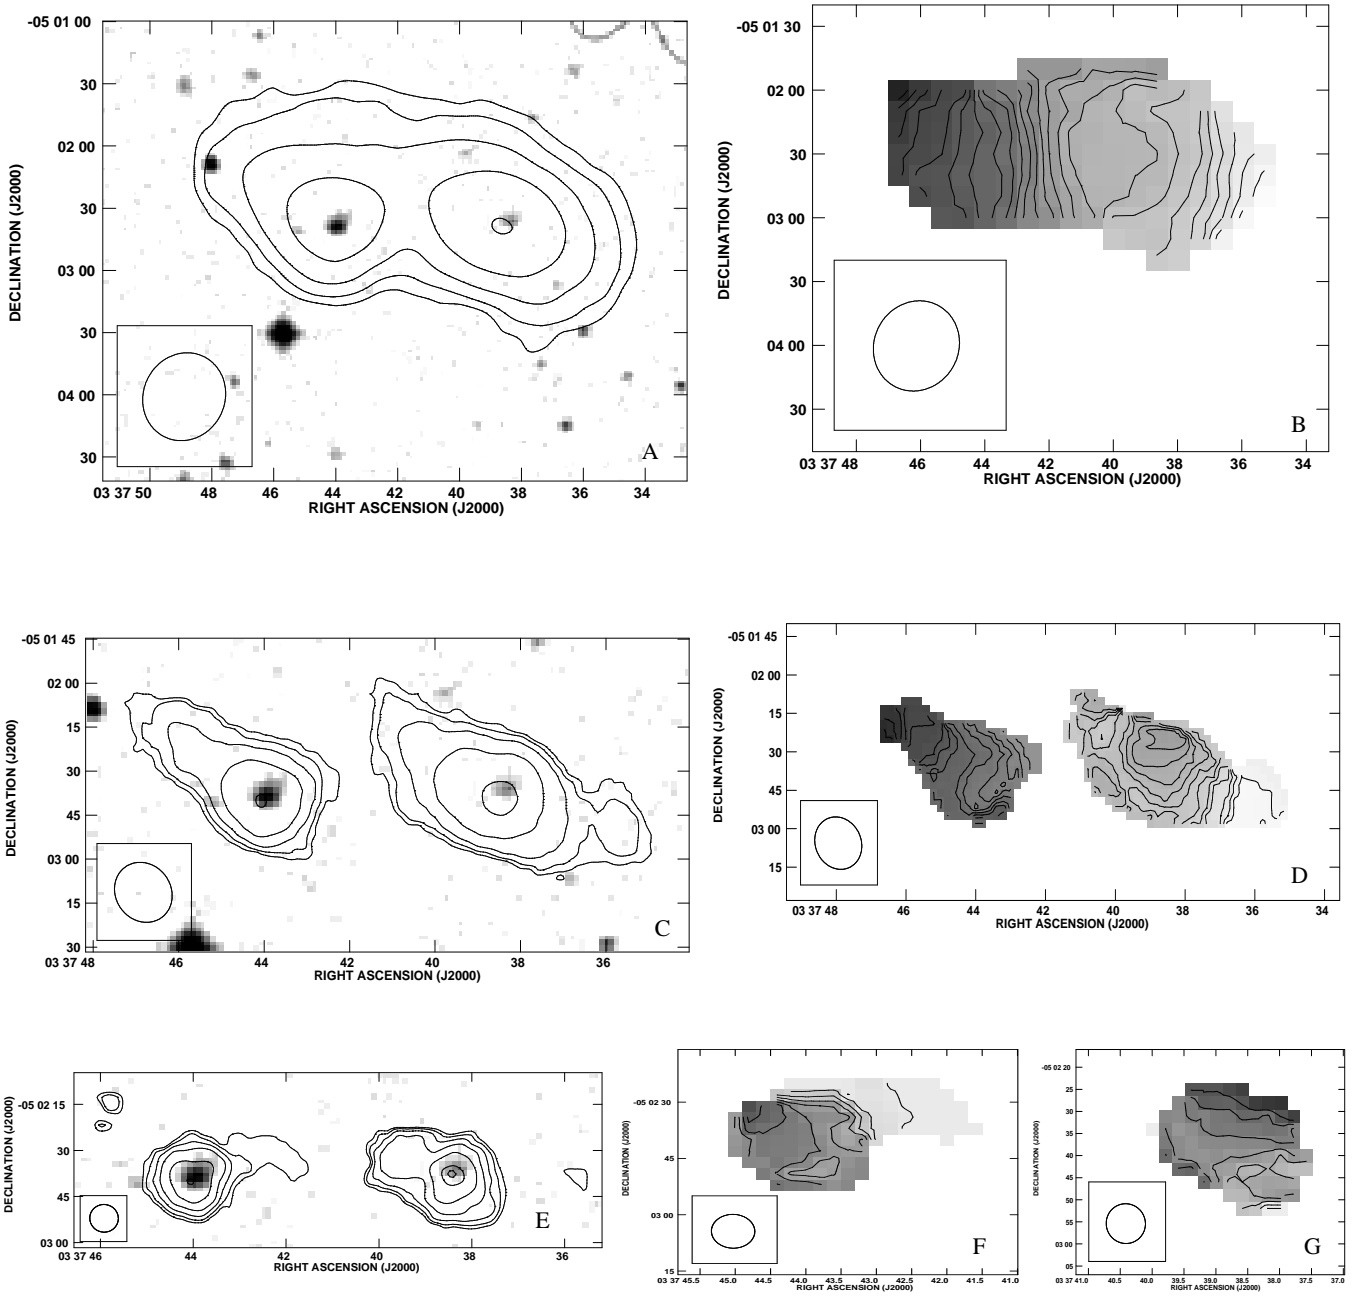 -05 01 00
30
02 00
30
03 00
30
04 00
30
DECLINATION (J2000)
03 37 50 48 46 44 42 40 38 36 34
RIGHT ASCENSION (J2000)
A
-05 01 30
02 00
30
03 00
30
04 00
30
DECLINATION (J2000)
03 37 48 46 44 42 40 38 36 34
RIGHT ASCENSION (J2000)
B
-05 01 45
02 00
15
30
45
03 00
15
30
DECLINATION (J2000)
03 37 48 46 44 42 40 38 36
RIGHT ASCENSION (J2000)
C
-05 01 45
02 00
15
30
45
03 00
15
DECLINATION (J2000)
03 37 48 46 44 42 40 38 36 34
RIGHT ASCENSION (J2000)
D
-05 02 15
30
45
03 00
DECLINATION (J2000)
03 37 46 44 42 40 38 36
RIGHT ASCENSION (J2000)
E
-05 02 30
45
03 00
15
DECLINATION (J2000)
03 37 45.5 45.0 44.5 44.0 43.5 43.0 42.5 42.0 41.5 41.0
RIGHT ASCENSION (J2000)
F
-05 02 20
25
30
35
40
45
50
55
03 00
05
DECLINATION (J2000)
03 37 41.0 40.5 40.0 39.5 39.0 38.5 38.0 37.5 37.0
RIGHT ASCENSION (J2000)
G